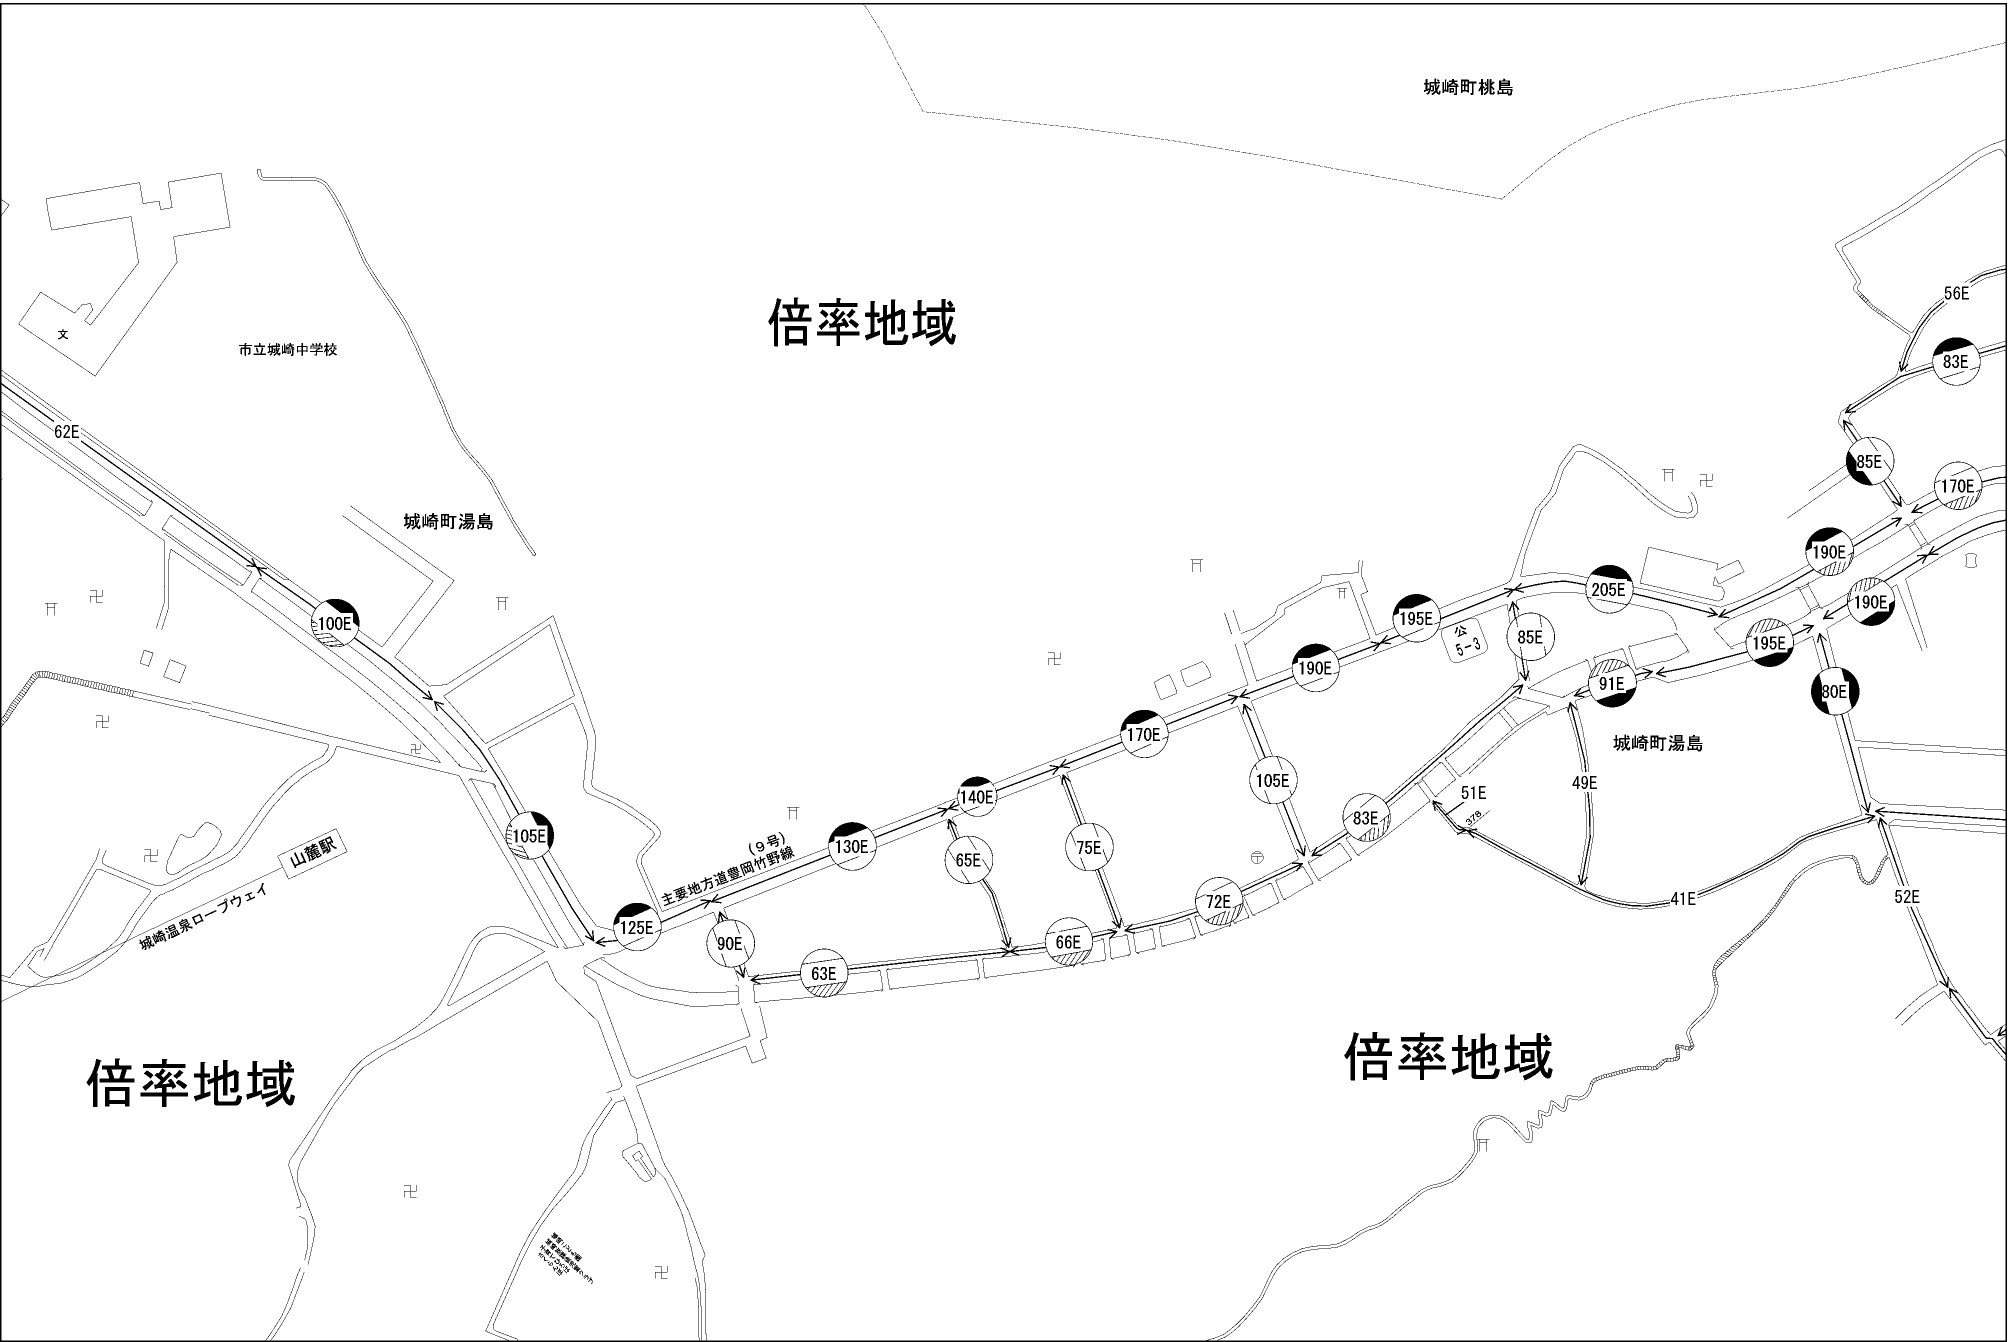 城崎町桃島
56E
倍率地域
文
市立城崎中学校
83E
62E
85E
170E
城崎町湯島
190E
205E
190E
100E
195E
公
5-3
85E
195E
190E
91E
80E
170E
城崎町湯島
105E
49E
51E
378
140E
83E
105E
130E
75E
65E
(9号)
主要地方道豊岡竹野線
山麓駅
城崎温泉ロープウェイ
72E
41E
52E
125E
90E
66E
63E
倍率地域
倍率地域